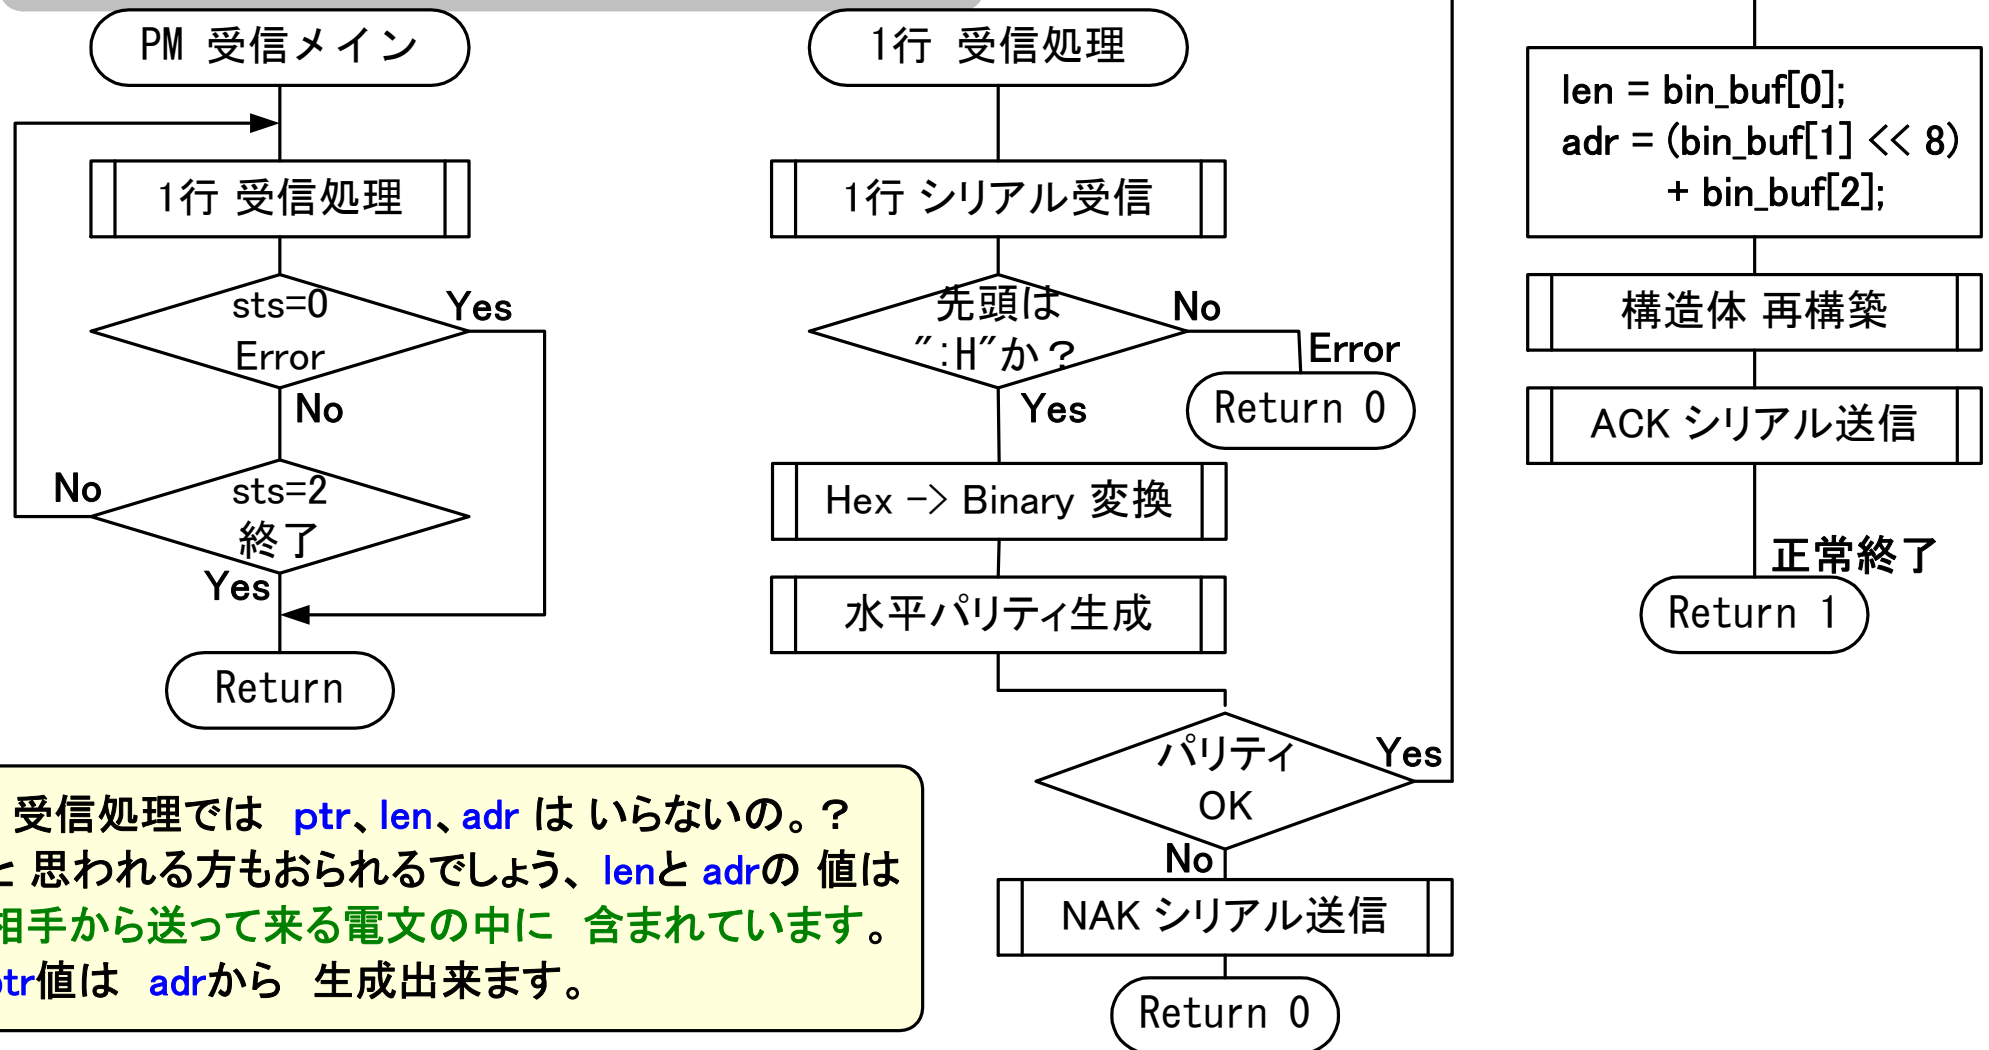 PM 受信メイン
1行 受信処理
sts=0
Error
Yes
No
sts=2
終了
No
Yes
Return
1行 受信処理
1行 シリアル受信
先頭は
":H"か？
No
Error
Return 0
Yes
Hex -> Binary 変換
水平パリティ生成
パリティ
OK
Yes
No
NAK シリアル送信
Return 0
len = bin_buf[0];
adr = (bin_buf[1] << 8)
+ bin_buf[2];
構造体 再構築
ACK シリアル送信
正常終了
Return 1
受信処理では ptr、len、adr は いらないの。？
と 思われる方もおられるでしょう、lenと adrの 値は
相手から送って来る電文の中に 含まれています。
ptr値は adrから 生成出来ます。